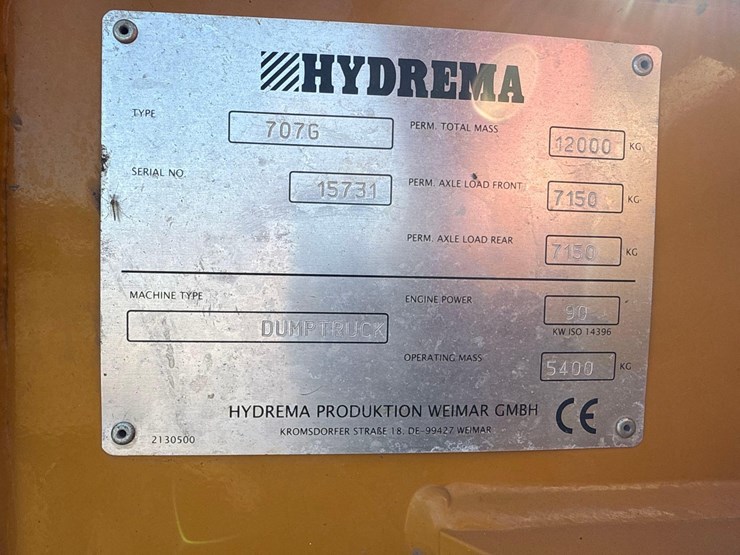 HYDREMA
TYPE 707G PERM. TOTAL MASS 12000 KG
SERIAL NO. 15731 PERM. AXLE LOAD FRONT 7150 KG
PERM. AXLE LOAD REAR 7150 KG
MACHINE TYPE DUMPTRUCK ENGINE POWER 90
KW.ISO 14396
OPERATING MASS 5400 KG
HYDREMA PRODUKTION WEIMAR GMBH CE
KROMSDORFER STRAßE 18. DE-99427 WEIMAR
2130500